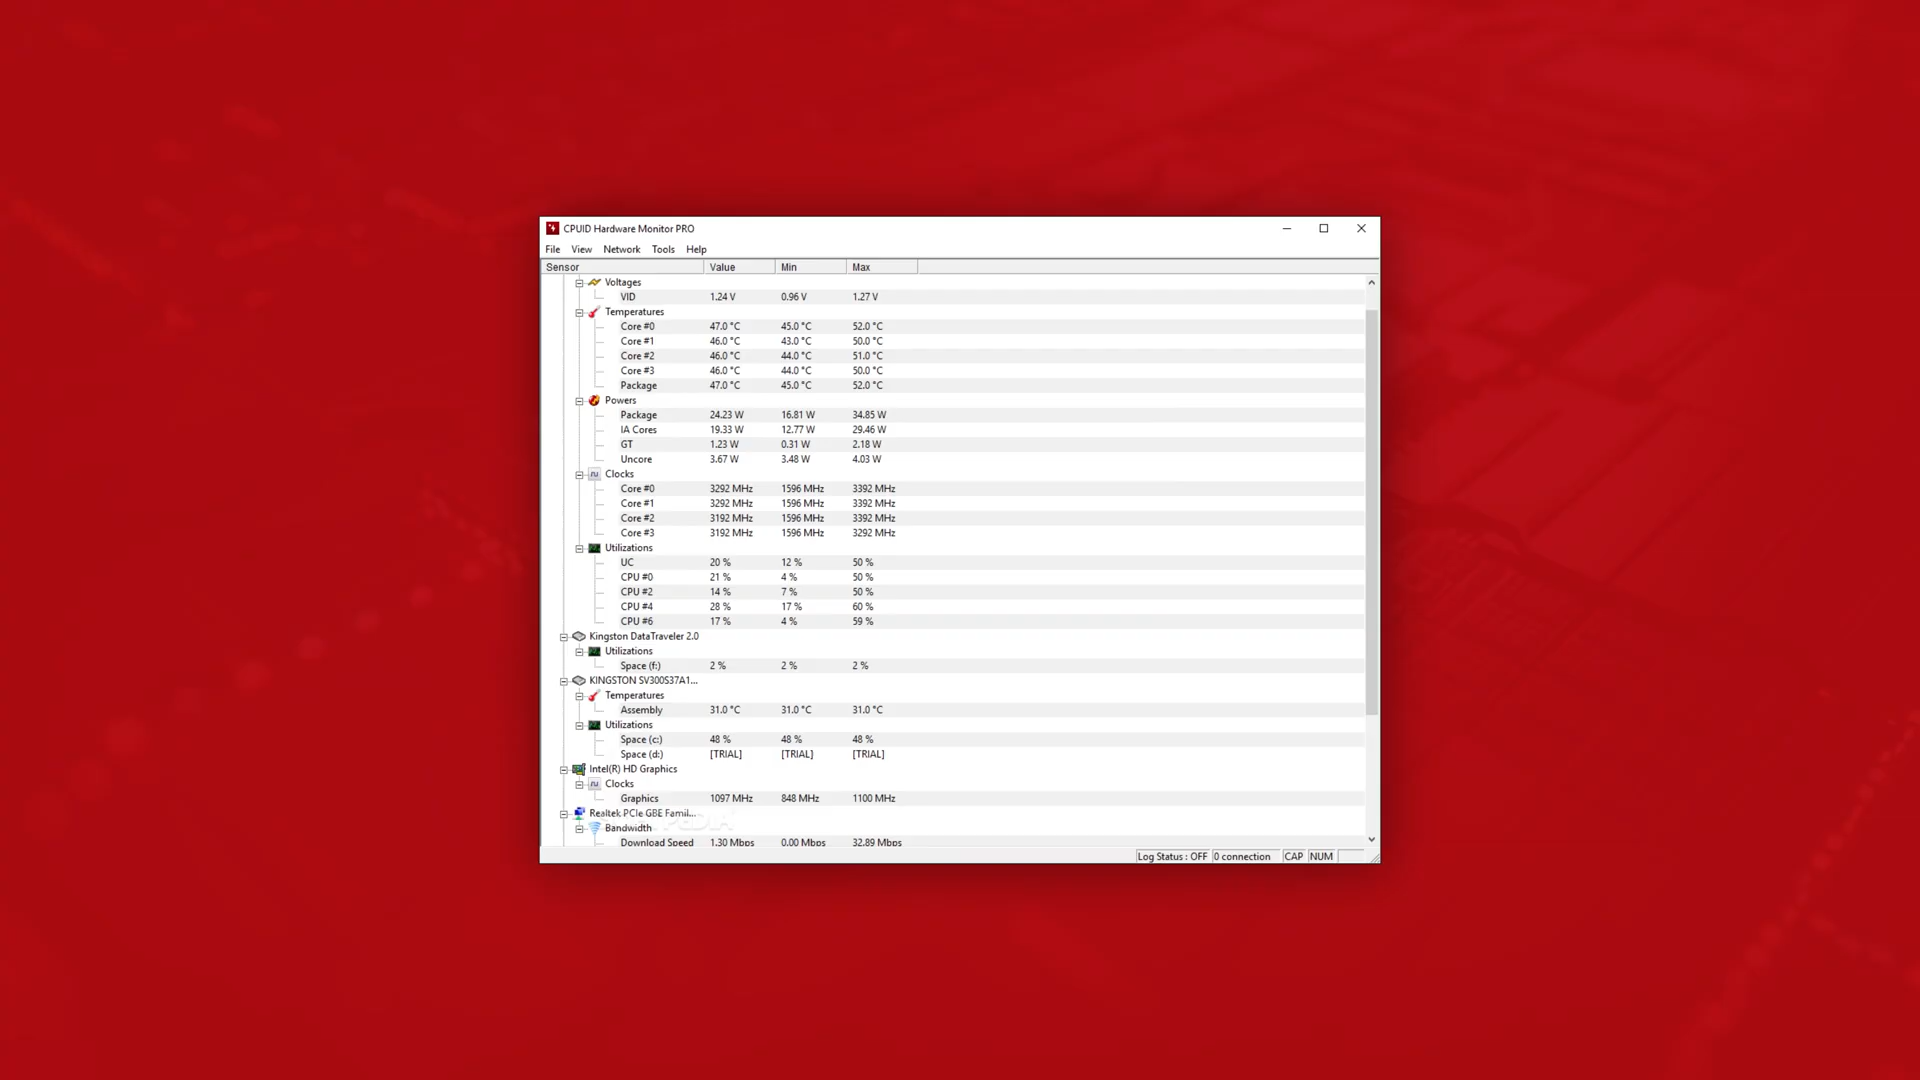 CPUID Hardware Monitor PRO
File View Network Tools Help
Sensor Value Min Max
Voltages
VID 1.24 V 0.96 V 1.27 V
Temperatures
Core #0 47.0 °C 45.0 °C 52.0 °C
Core #1 46.0 °C 43.0 °C 50.0 °C
Core #2 46.0 °C 44.0 °C 51.0 °C
Core #3 46.0 °C 44.0 °C 50.0 °C
Package 47.0 °C 45.0 °C 52.0 °C
Powers
Package 24.23 W 16.81 W 34.85 W
IA Cores 19.33 W 12.77 W 29.46 W
GT 1.23 W 0.31 W 2.18 W
Uncore 3.67 W 3.48 W 4.03 W
Clocks
Core #0 3292 MHz 1596 MHz 3392 MHz
Core #1 3292 MHz 1596 MHz 3392 MHz
Core #2 3192 MHz 1596 MHz 3392 MHz
Core #3 3192 MHz 1596 MHz 3292 MHz
Utilizations
UC 20 % 12 % 50 %
CPU #0 21 % 4 % 50 %
CPU #2 14 % 7 % 50 %
CPU #4 28 % 17 % 60 %
CPU #6 17 % 4 % 59 %
Kingston DataTraveler 2.0
Utilizations
Space (f:) 2 % 2 % 2 %
KINGSTON SV300S37A1...
Temperatures
Assembly 31.0 °C 31.0 °C 31.0 °C
Utilizations
Space (c:) 48 % 48 % 48 %
Space (d:) [TRIAL] [TRIAL] [TRIAL]
Intel(R) HD Graphics
Clocks
Graphics 1097 MHz 848 MHz 1100 MHz
Realtek PCIe GBE Famil...
Bandwidth
Download Speed 1.30 Mbps 0.00 Mbps 32.89 Mbps
Log Status : OFF 0 connection CAP NUM